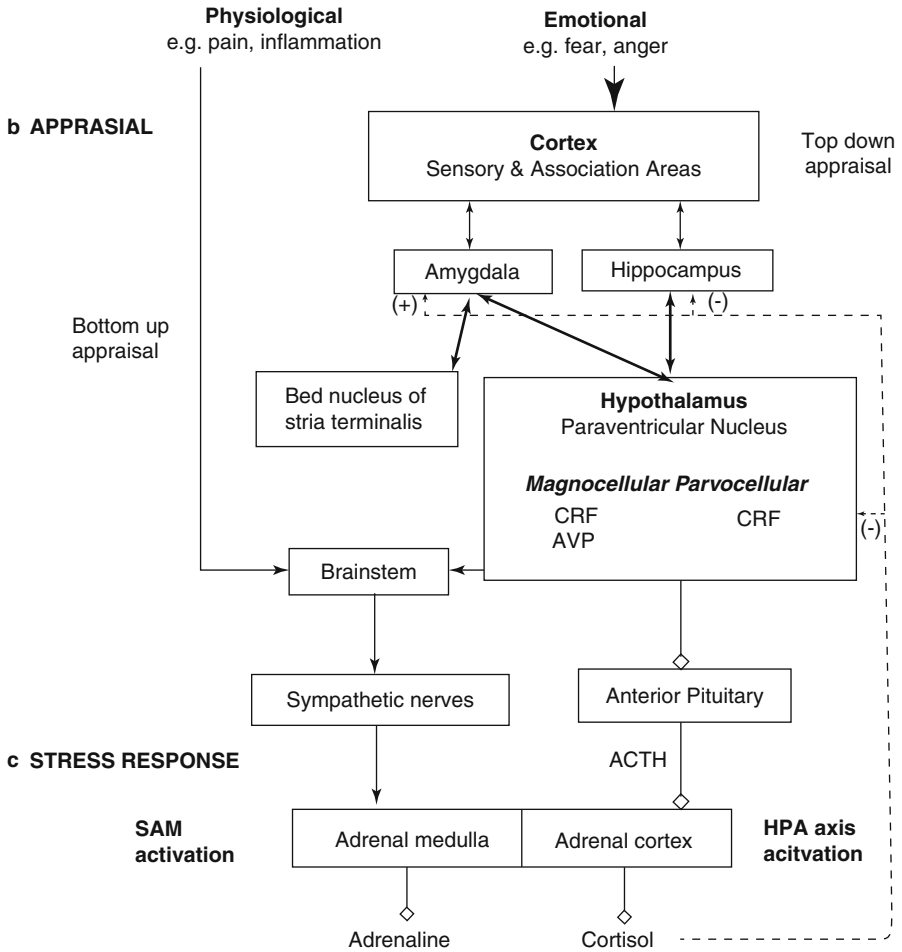 Physiological
e.g. pain, inflammation
Emotional
e.g. fear, anger
b APPRASIAL
Cortex
Sensory & Association Areas
Top down
appraisal
Amygdala
Hippocampus
(+)
(-)
Bottom up
appraisal
Bed nucleus of
stria terminalis
Hypothalamus
Paraventricular Nucleus
Magnocellular Parvocellular
CRF
AVP
CRF
(-)
Brainstem
Sympathetic nerves
Anterior Pituitary
ACTH
c STRESS RESPONSE
SAM
activation
Adrenal medulla
Adrenal cortex
HPA axis
acitvation
Adrenaline
Cortisol